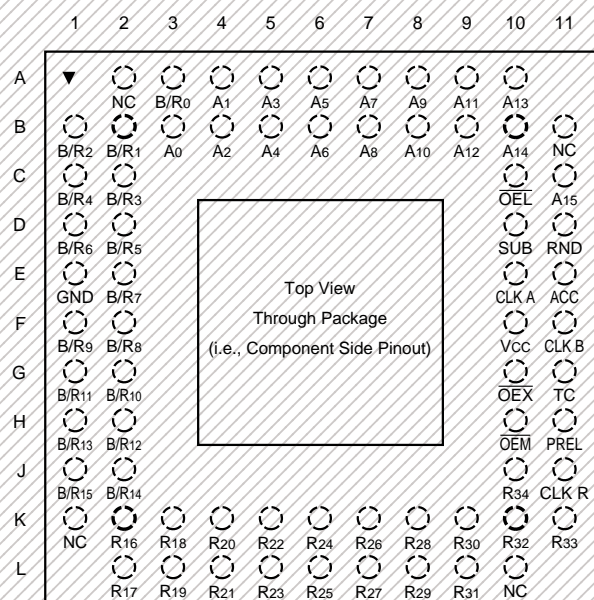 1 2 3 4 5 6 7 8 9 10 11
A
NC B/R0 A1 A3 A5 A7 A9 A11 A13
B
B/R2 B/R1 A0 A2 A4 A6 A8 A10 A12 A14 NC
C
B/R4 B/R3 OEL A15
D
B/R6 B/R5 SUB RND
E
GND B/R7 CLK A ACC
Top View
Through Package
(i.e., Component Side Pinout)
F
B/R9 B/R8 VCC CLK B
G
B/R11 B/R10 OEX TC
H
B/R13 B/R12 OEM PREL
J
B/R15 B/R14 R34 CLK R
K
NC R16 R18 R20 R22 R24 R26 R28 R30 R32 R33
L
R17 R19 R21 R23 R25 R27 R29 R31 NC